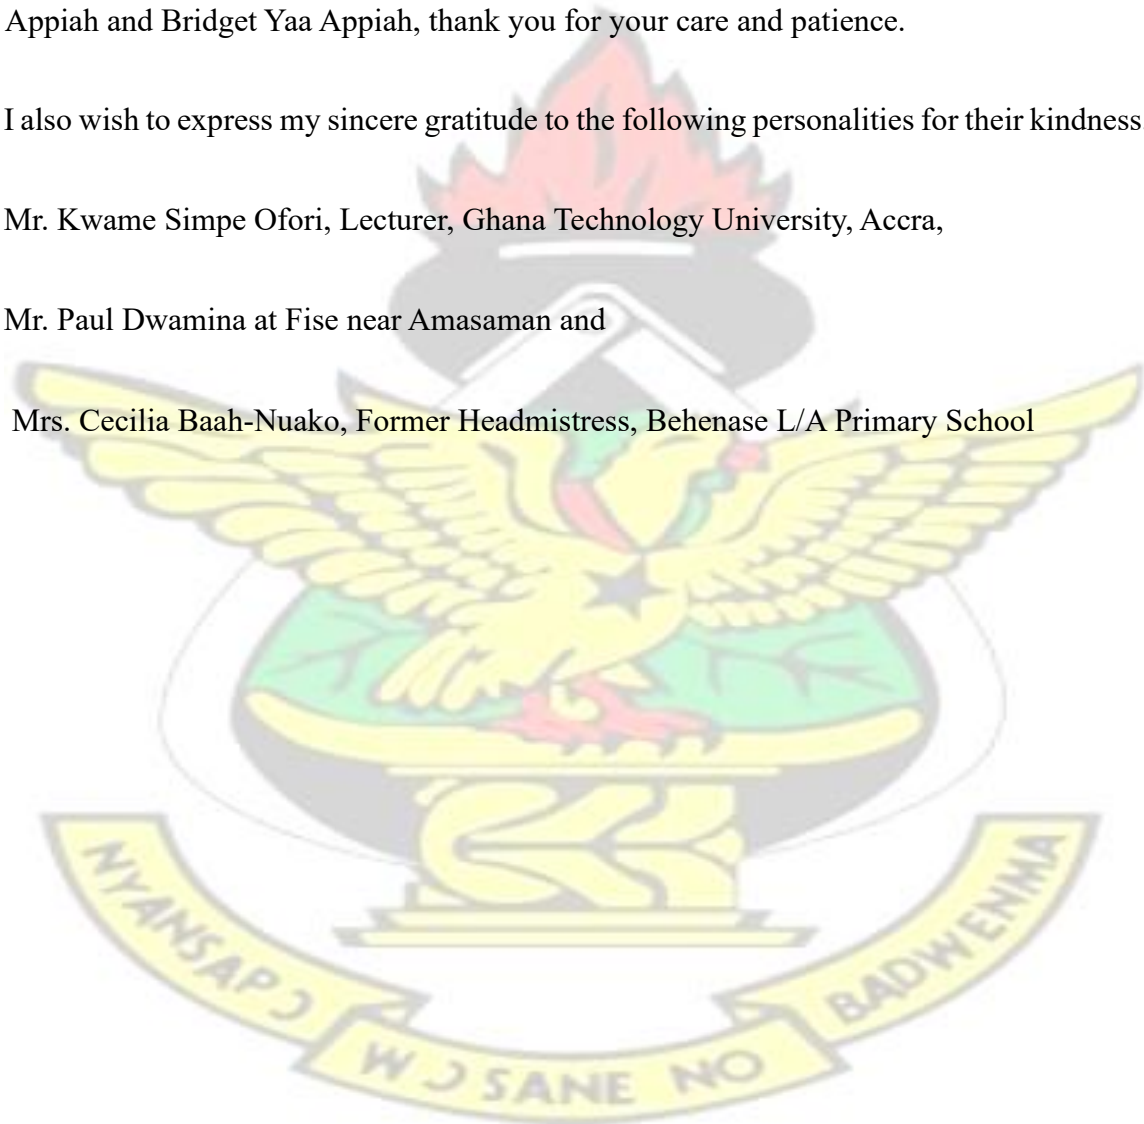 Appiah and Bridget Yaa Appiah, thank you for your care and patience.
I also wish to express my sincere gratitude to the following personalities for their kindness
Mr. Kwame Simpe Ofori, Lecturer, Ghana Technology University, Accra,
Mr. Paul Dwamina at Fise near Amasaman and
Mrs. Cecilia Baah-Nuako, Former Headmistress, Behenase L/A Primary School
NYANSAPƆ
WƆSANE NO
BADWENMA